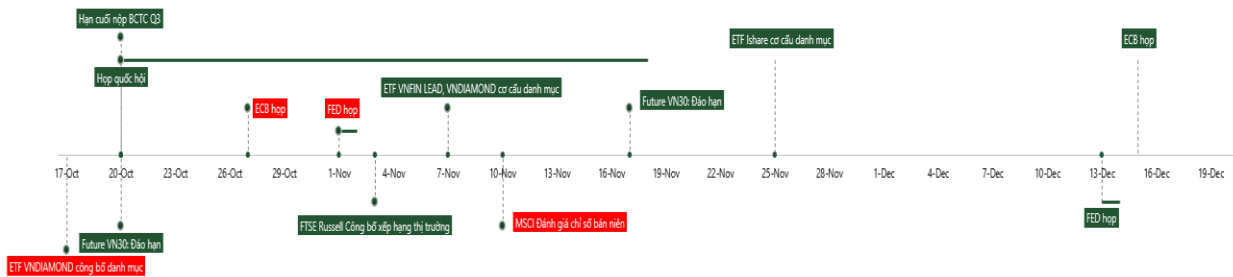 Hạn cuối nộp BCTC Q3
ETF Ishare cơ cấu danh mục
ECB họp
Họp quốc hội
ETF VNFIN LEAD, VNDIAMOND cơ cấu danh mục
ECB họp
FED họp
Future VN30: Đáo hạn
17-Oct
20-Oct
23-Oct
26-Oct
29-Oct
1-Nov
4-Nov
7-Nov
10-Nov
13-Nov
16-Nov
19-Nov
22-Nov
25-Nov
28-Nov
1-Dec
4-Dec
7-Dec
10-Dec
13-Dec
16-Dec
19-Dec
FTSE Russell Công bố xếp hạng thị trường
MSCI Đánh giá chỉ số bán niên
FED họp
Future VN30: Đáo hạn
ETF VNDIAMOND công bố danh mục